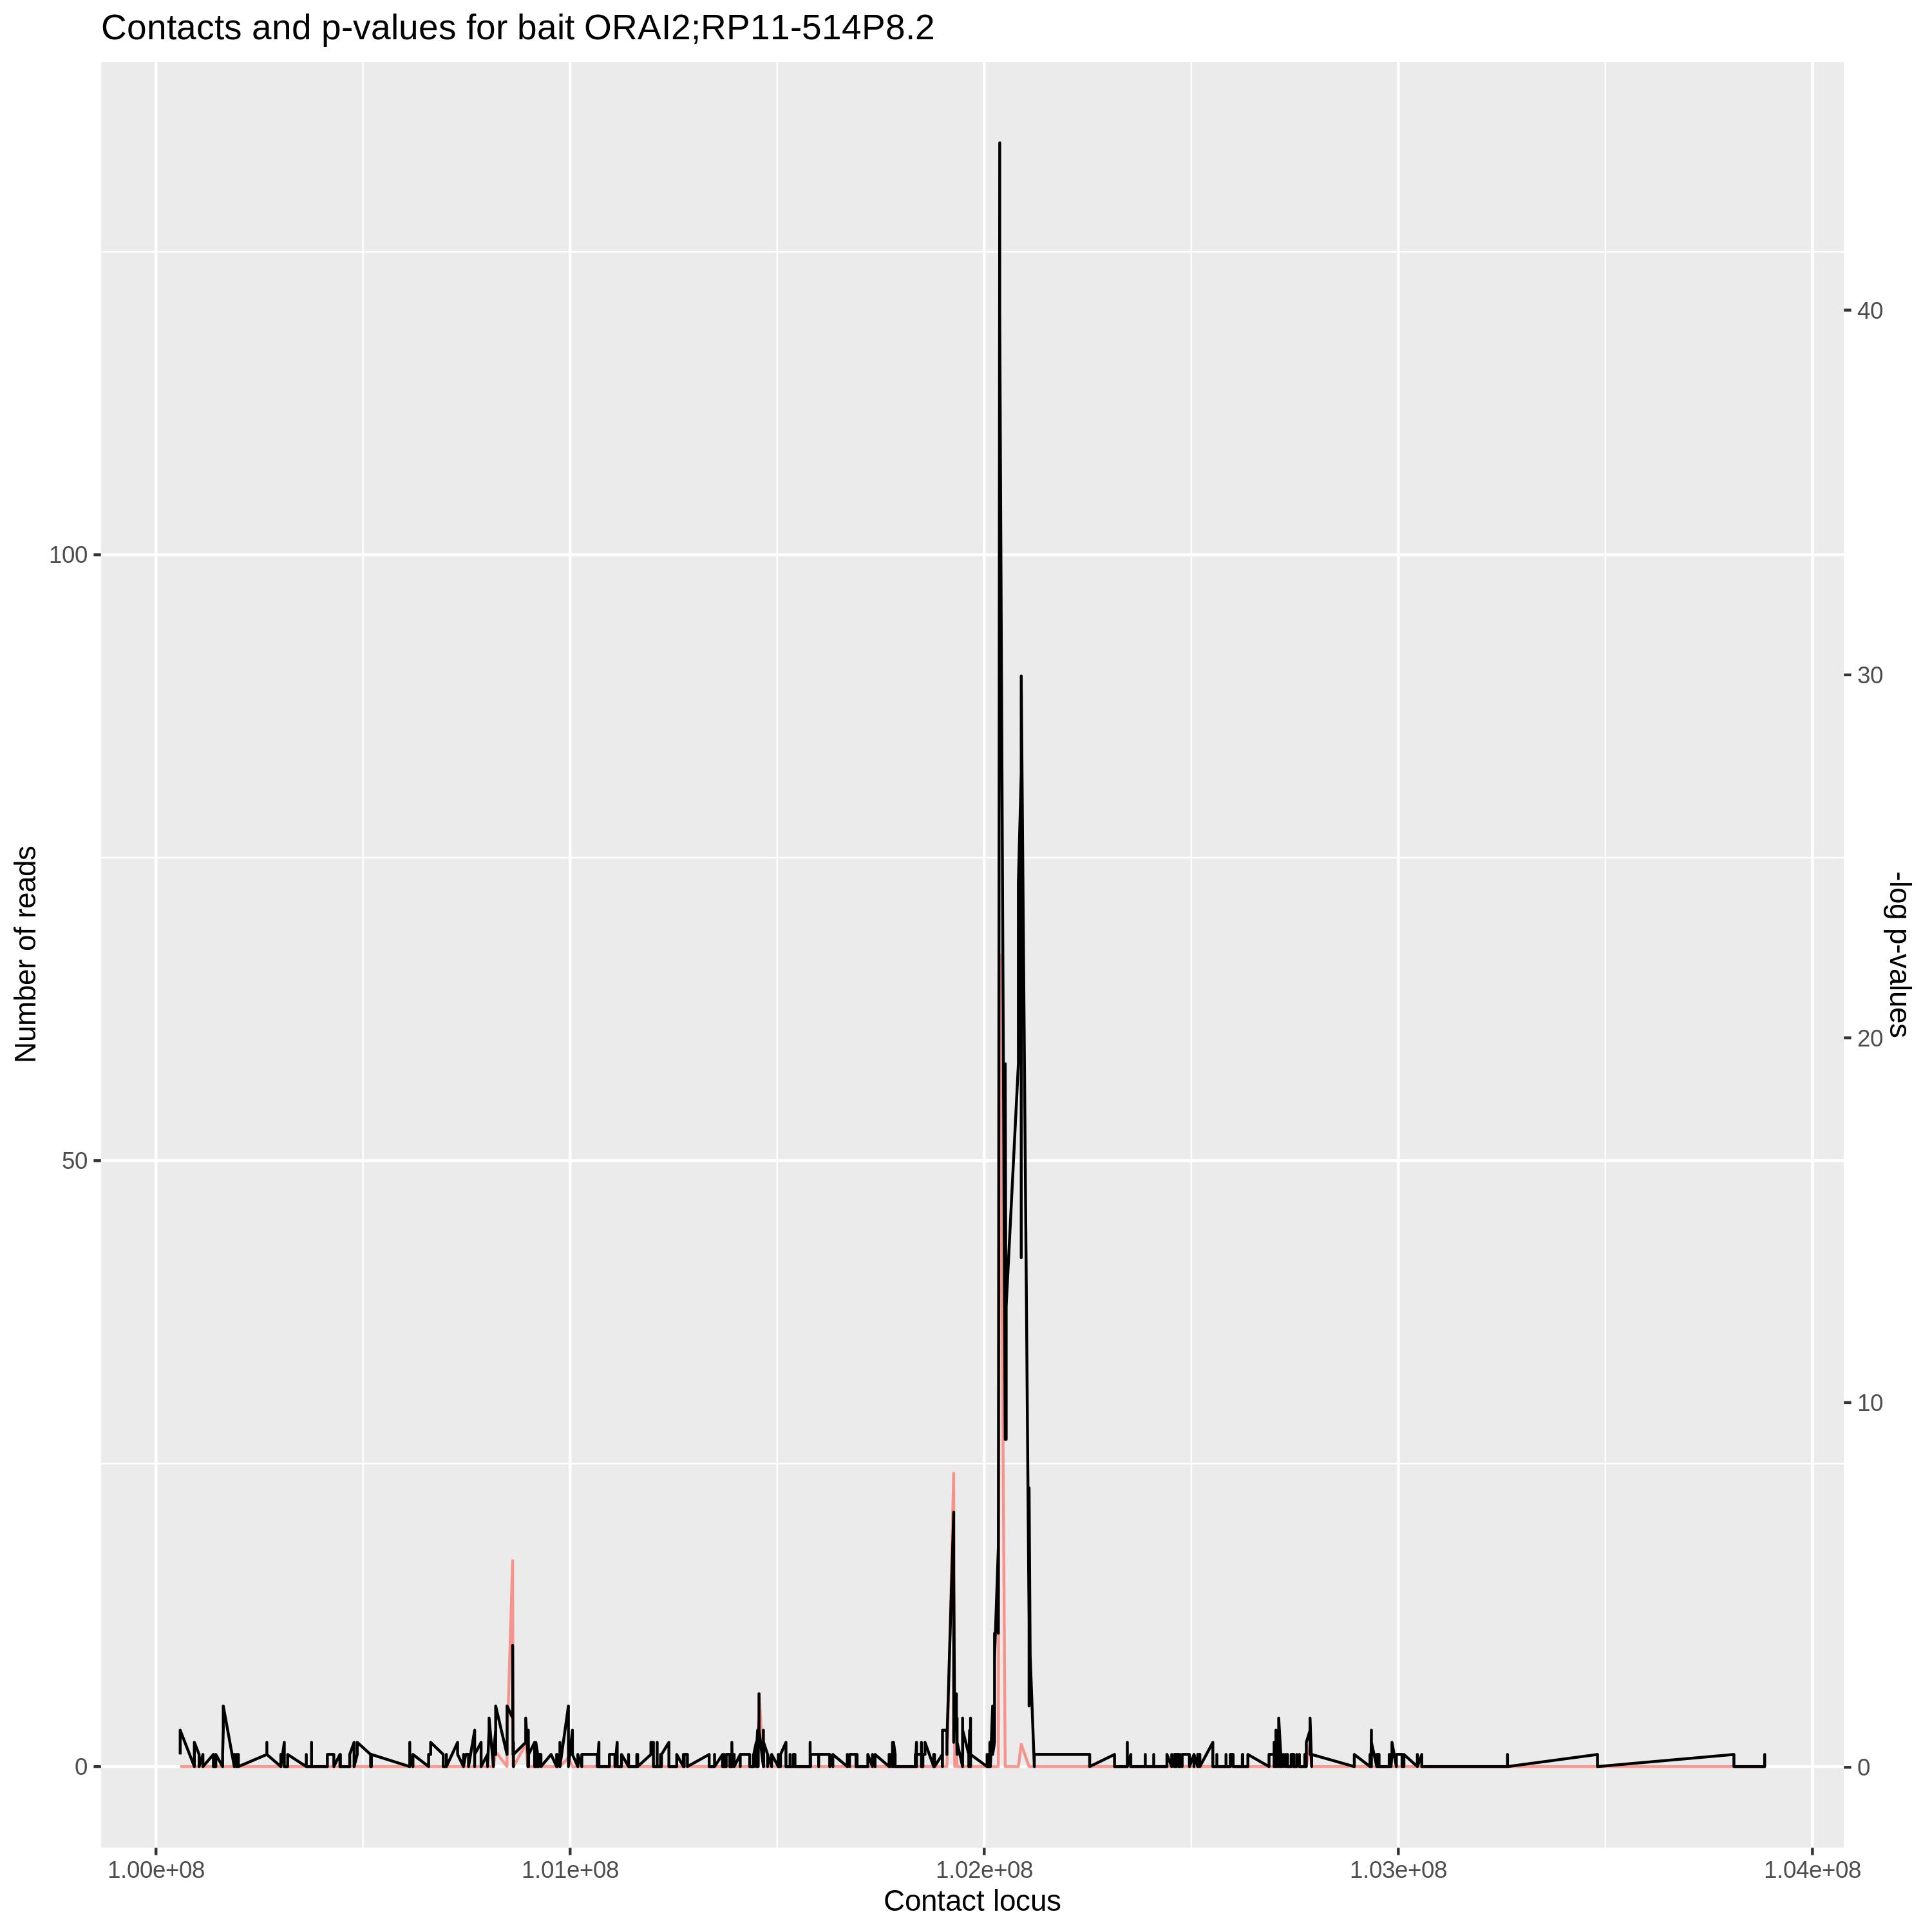 Contacts and p-values for bait ORAI2;RP11-514P8.2
Number of reads
100
50
0
40
30
20
10
0
-log p-values
1.00e+08 1.01e+08 1.02e+08 1.03e+08 1.04e+08
Contact locus